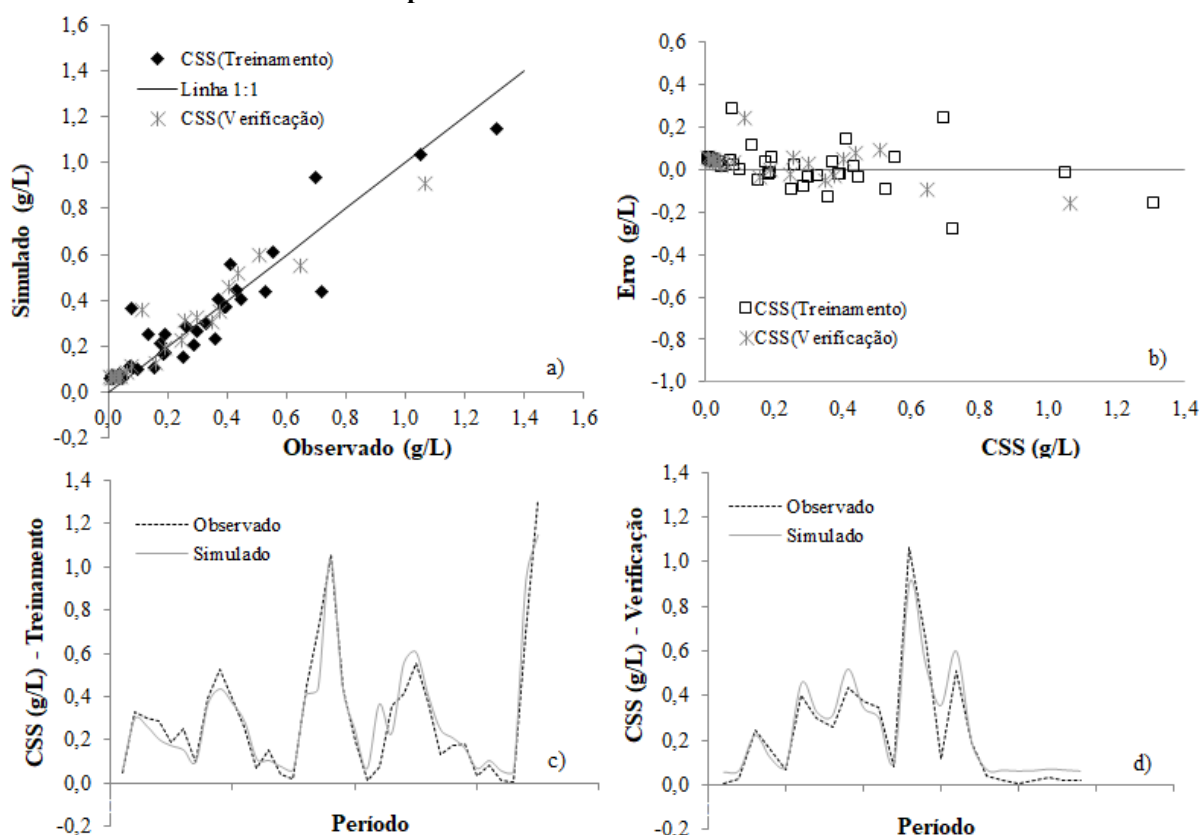 1,6
1,4
1,2
1,0
0,8
0,6
0,4
0,2
0,0
-0,2
Simulado (g/L)
CSS(Treinamento)
Linha 1:1
CSS(Verificação)
a)
0,0 0,2 0,4 0,6 0,8 1,0 1,2 1,4 1,6
Observado (g/L)
1,0
0,8
0,6
0,4
0,2
0,0
-0,2
-0,4
-0,6
-0,8
-1,0
Erro (g/L)
CSS(Treinamento)
CSS(Verificação)
b)
0,0 0,2 0,4 0,6 0,8 1,0 1,2 1,4
CSS (g/L)
1,4
1,2
1,0
0,8
0,6
0,4
0,2
0,0
-0,2
CSS (g/L) - Treinamento
Observado
Simulado
c)
Período
1,4
1,2
1,0
0,8
0,6
0,4
0,2
0,0
-0,2
CSS (g/L) - Verificação
Observado
Simulado
d)
Período